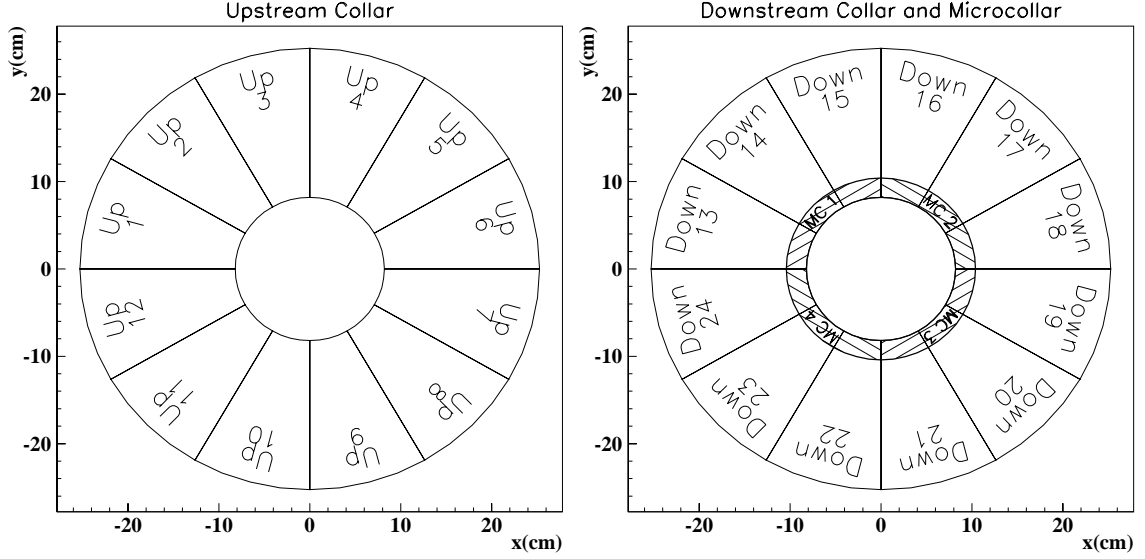 Upstream Collar
y(cm)
20
10
0
-10
-20
-20
-10
0
10
20
x(cm)
Up
1
Up
2
Up
3
Up
4
Up
5
Up
6
Up
7
Up
8
Up
9
Up
10
Up
11
Up
12
Downstream Collar and Microcollar
y(cm)
20
10
0
-10
-20
-20
-10
0
10
20
x(cm)
Down
13
Down
14
Down
15
Down
16
Down
17
Down
18
Down
19
Down
20
Down
21
Down
22
Down
23
Down
24
MC 1
MC 2
MC 3
MC 4